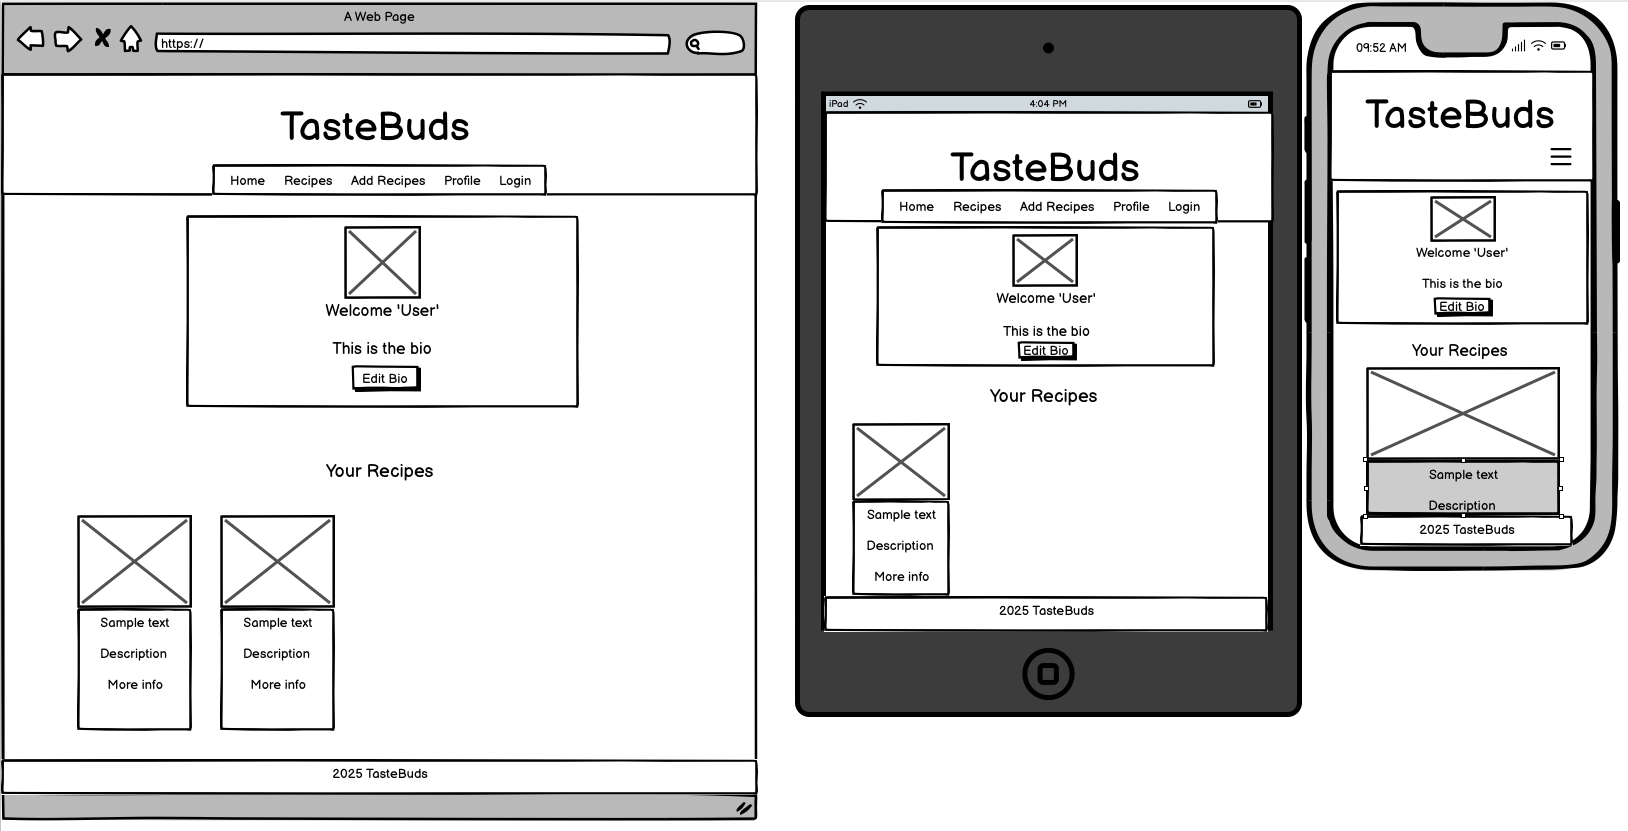 A Web Page
https://
TasteBuds
Home Recipes Add Recipes Profile Login
Welcome 'User'
This is the bio
Edit Bio
Your Recipes
Sample text Sample text
Description Description
More info More info
2025 TasteBuds
iPad 4:04 PM
TasteBuds
Home Recipes Add Recipes Profile Login
Welcome 'User'
This is the bio
Edit Bio
Your Recipes
Sample text
Description
More info
2025 TasteBuds
09:52 AM
TasteBuds
Welcome 'User'
This is the bio
Edit Bio
Your Recipes
Sample text
Description
2025 TasteBuds